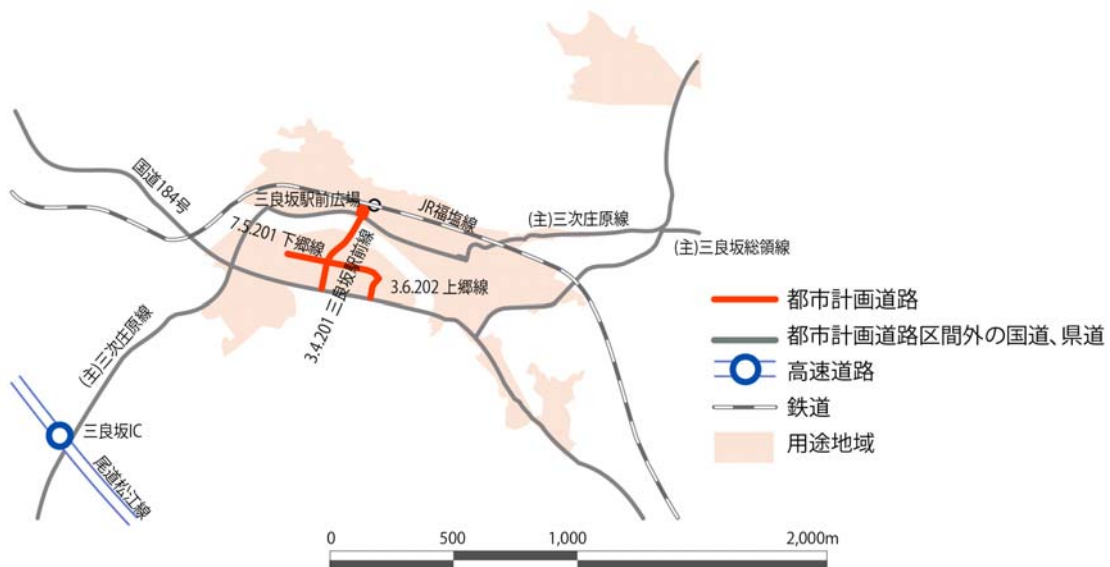 国道184号
三良坂駅前広場
JR福塩線
(主)三次庄原線
(主)三良坂総領線
7.5.201 下郷線
3.4.201 三良坂駅前線
3.6.202 上郷線
(主)三次庄原線
三良坂IC
尾道松江線
都市計画道路
都市計画道路区間外の国道、県道
高速道路
鉄道
用途地域
0 500 1,000 2,000m